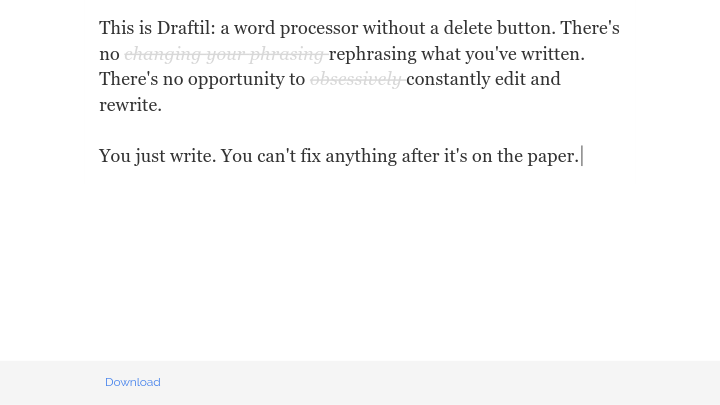 This is Draftil: a word processor without a delete button. There's
no changing your phrasing rephrasing what you've written.
There's no opportunity to obsessively constantly edit and
rewrite.
You just write. You can't fix anything after it's on the paper.
Download